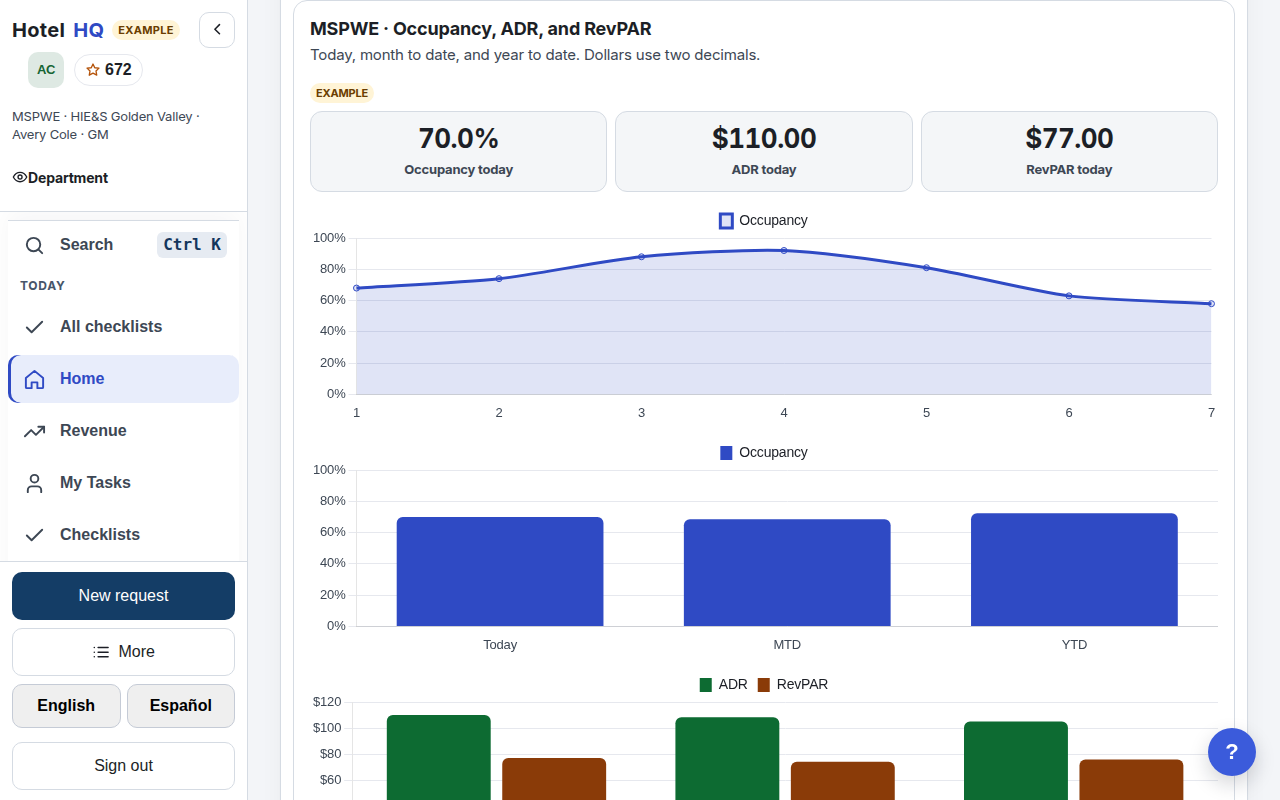 Hotel HQ EXAMPLE
AC 672
MSPWE · HIE&S Golden Valley ·
Avery Cole · GM
Department
Search Ctrl K
TODAY
All checklists
Home
Revenue
My Tasks
Checklists
New request
More
English Español
Sign out
MSPWE · Occupancy, ADR, and RevPAR
Today, month to date, and year to date. Dollars use two decimals.
EXAMPLE
70.0% $110.00 $77.00
Occupancy today ADR today RevPAR today
Occupancy
100%
80%
60%
40%
20%
0%
1 2 3 4 5 6 7
Occupancy
100%
80%
60%
40%
20%
0%
Today MTD YTD
ADR RevPAR
$120
$100
$80
$60
?